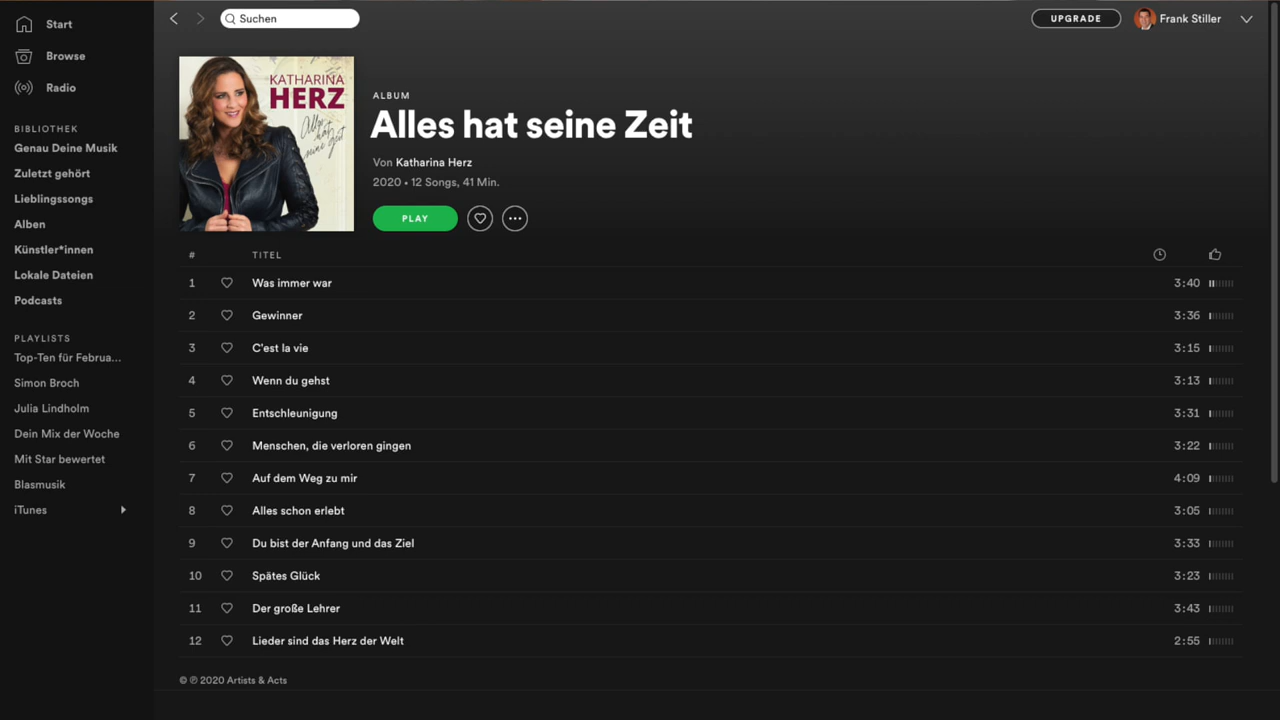 Start
Browse
Radio
BIBLIOTHEK
Genau Deine Musik
Zuletzt gehört
Lieblingssongs
Alben
Künstler*innen
Lokale Dateien
Podcasts
PLAYLISTS
Top-Ten für Februa...
Simon Broch
Julia Lindholm
Dein Mix der Woche
Mit Star bewertet
Blasmusik
iTunes
Suchen
UPGRADE
Frank Stiller
KATHARINA
HERZ
Alles
hat
seine Zeit
ALBUM
Alles hat seine Zeit
Von Katharina Herz
2020 • 12 Songs, 41 Min.
PLAY
# TITEL
1 Was immer war 3:40
2 Gewinner 3:36
3 C'est la vie 3:15
4 Wenn du gehst 3:13
5 Entschleunigung 3:31
6 Menschen, die verloren gingen 3:22
7 Auf dem Weg zu mir 4:09
8 Alles schon erlebt 3:05
9 Du bist der Anfang und das Ziel 3:33
10 Spätes Glück 3:23
11 Der große Lehrer 3:43
12 Lieder sind das Herz der Welt 2:55
© ℗ 2020 Artists & Acts